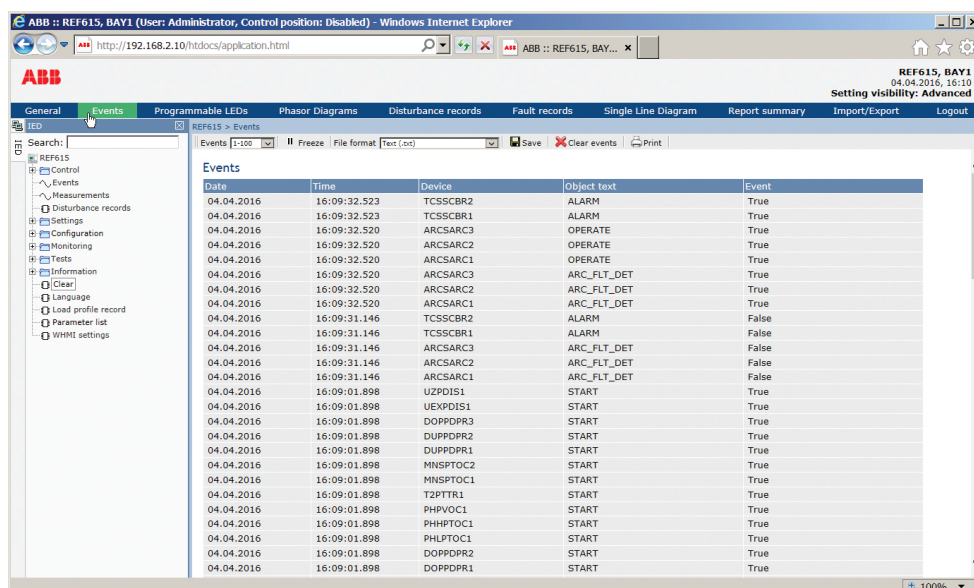 ABB :: REF615, BAY1 (User: Administrator, Control position: Disabled) - Windows Internet Explorer
ABB http://192.168.2.10/htdocs/application.html ABB ABB :: REF615, BAY... x
ABB
REF615, BAY1
04.04.2016, 16:10
Setting visibility: Advanced
General Events Programmable LEDs Phasor Diagrams Disturbance records Fault records Single Line Diagram Report summary Import/Export Logout
IED
IED
Search:
REF615
Control
Events
Measurements
Disturbance records
Settings
Configuration
Monitoring
Tests
Information
Clear
Language
Load profile record
Parameter list
WHMI settings
REF615 > Events
Events 1-100 Freeze File format Text (.txt) Save Clear events Print
Events
Date Time Device Object text Event
04.04.2016 16:09:32.523 TCSSCBR2 ALARM True
04.04.2016 16:09:32.523 TCSSCBR1 ALARM True
04.04.2016 16:09:32.520 ARCSARC3 OPERATE True
04.04.2016 16:09:32.520 ARCSARC2 OPERATE True
04.04.2016 16:09:32.520 ARCSARC1 OPERATE True
04.04.2016 16:09:32.520 ARCSARC3 ARC_FLT_DET True
04.04.2016 16:09:32.520 ARCSARC2 ARC_FLT_DET True
04.04.2016 16:09:32.520 ARCSARC1 ARC_FLT_DET True
04.04.2016 16:09:31.146 TCSSCBR2 ALARM False
04.04.2016 16:09:31.146 TCSSCBR1 ALARM False
04.04.2016 16:09:31.146 ARCSARC3 ARC_FLT_DET False
04.04.2016 16:09:31.146 ARCSARC2 ARC_FLT_DET False
04.04.2016 16:09:31.146 ARCSARC1 ARC_FLT_DET False
04.04.2016 16:09:01.898 UZPDIS1 START True
04.04.2016 16:09:01.898 UEXPDIS1 START True
04.04.2016 16:09:01.898 DOPPDPR3 START True
04.04.2016 16:09:01.898 DUPPDPR2 START True
04.04.2016 16:09:01.898 DUPPDPR1 START True
04.04.2016 16:09:01.898 MNSPTOC2 START True
04.04.2016 16:09:01.898 MNSPTOC1 START True
04.04.2016 16:09:01.898 T2PTTR1 START True
04.04.2016 16:09:01.898 PHPVOC1 START True
04.04.2016 16:09:01.898 PHHPTOC1 START True
04.04.2016 16:09:01.898 PHLPTOC1 START True
04.04.2016 16:09:01.898 DOPPDPR2 START True
04.04.2016 16:09:01.898 DOPPDPR1 START True
100%